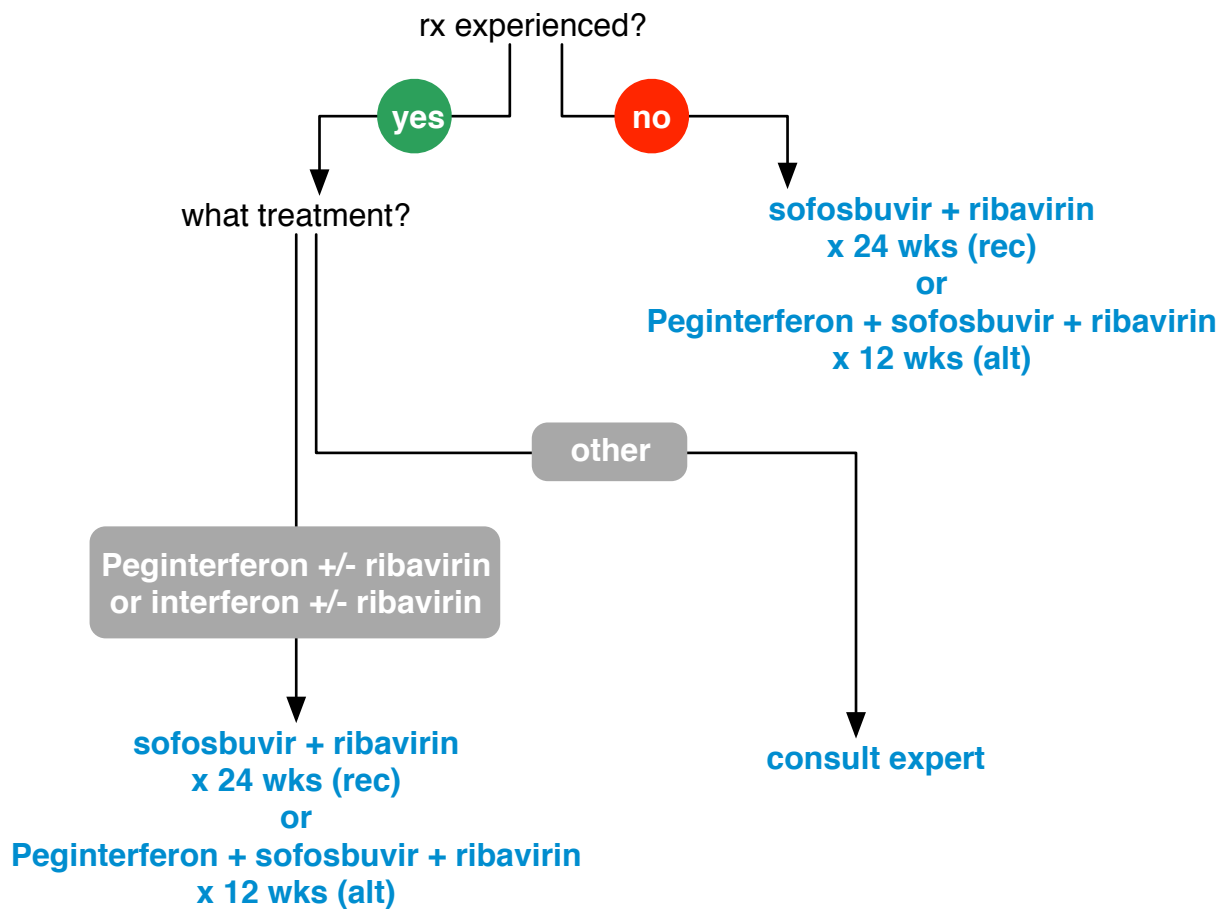 rx experienced?
yes
no
what treatment?
sofosbuvir + ribavirin
x 24 wks (rec)
or
Peginterferon + sofosbuvir + ribavirin
x 12 wks (alt)
other
Peginterferon +/- ribavirin
or interferon +/- ribavirin
sofosbuvir + ribavirin
x 24 wks (rec)
or
Peginterferon + sofosbuvir + ribavirin
x 12 wks (alt)
consult expert